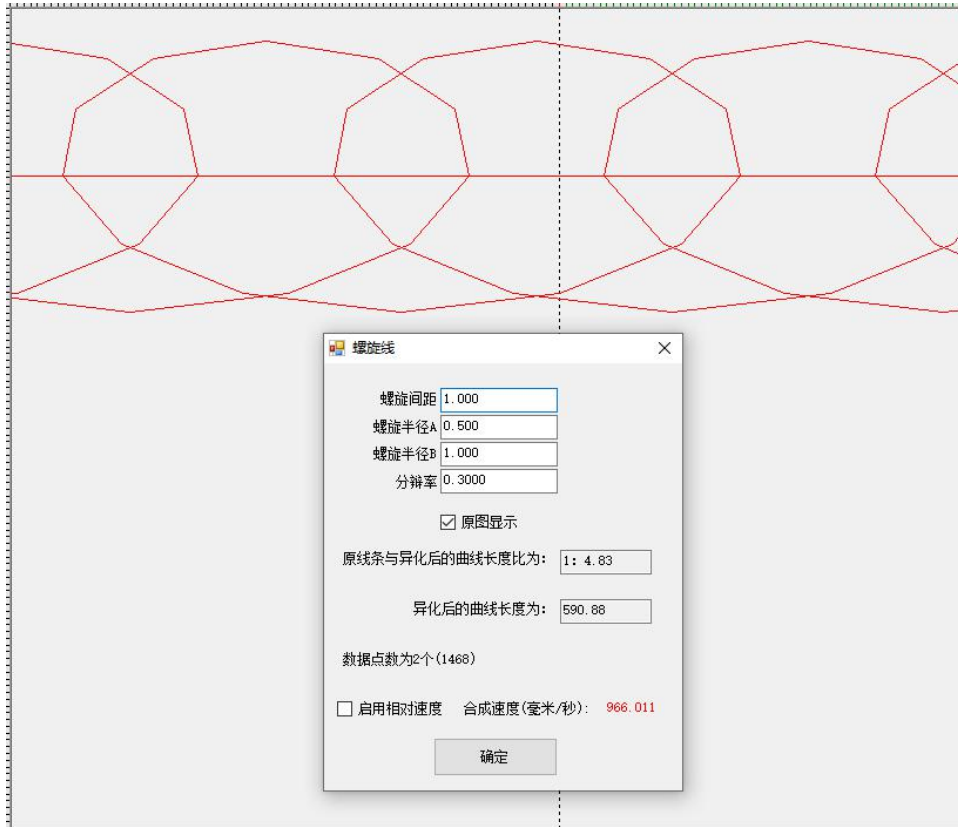 螺旋线
螺旋间距 1.000
螺旋半径A 0.500
螺旋半径B 1.000
分辩率 0.3000
原图显示
原线条与异化后的曲线长度比为: 1: 4.83
异化后的曲线长度为: 590.88
数据点数为2个(1468)
启用相对速度 合成速度(毫米/秒): 966.011
确定